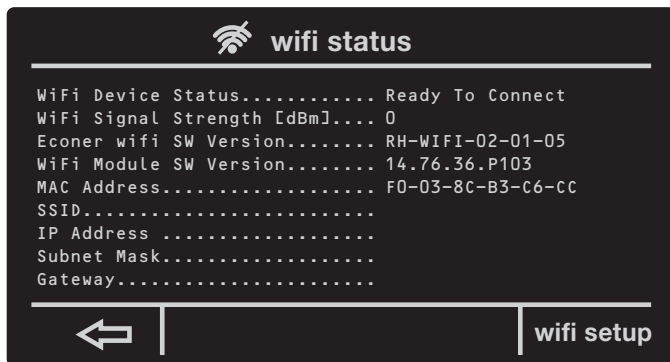 wifi status
WiFi Device Status............ Ready To Connect
WiFi Signal Strength [dBm].... 0
Econer wifi SW Version........ RH-WIFI-02-01-05
WiFi Module SW Version........ 14.76.36.P103
MAC Address................... F0-03-8C-B3-C6-CC
SSID..........................
IP Address ...................
Subnet Mask...................
Gateway.......................
wifi setup